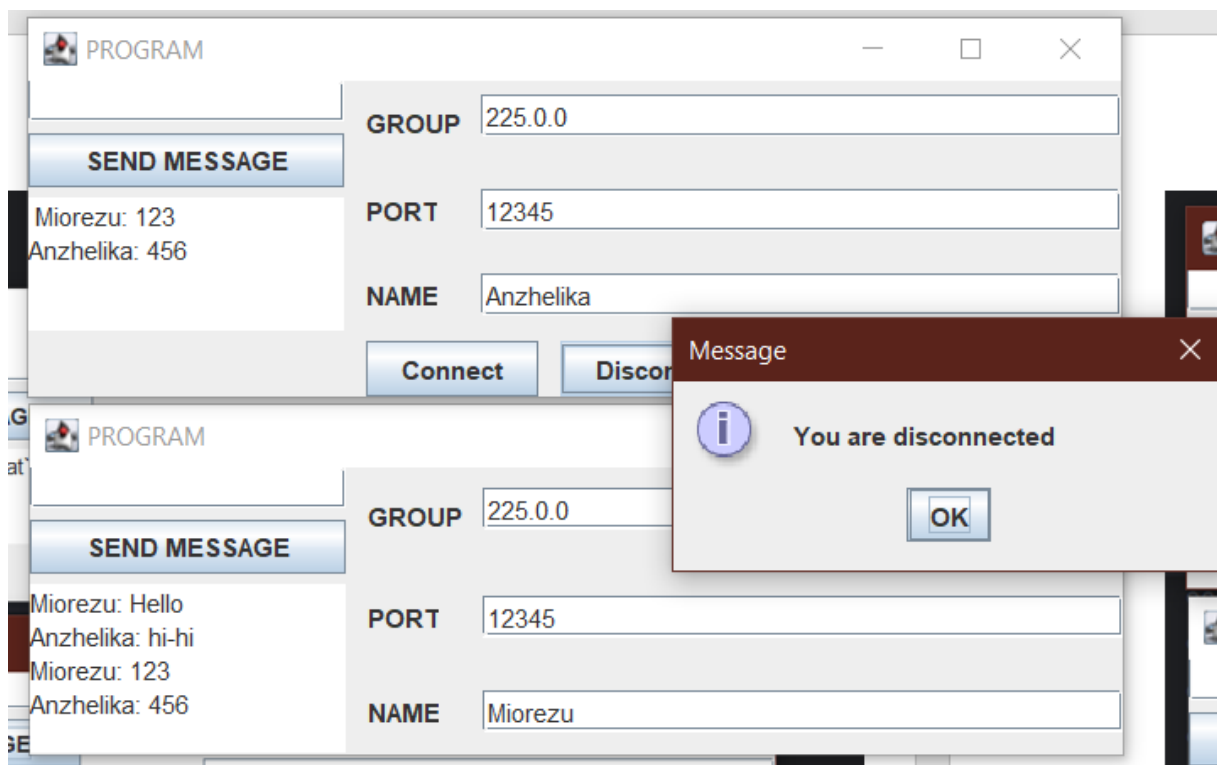 PROGRAM
GROUP 225.0.0
SEND MESSAGE
PORT 12345
Miorezu: 123
Anzhelika: 456
NAME Anzhelika
Connect Discon
Message
You are disconnected
OK
PROGRAM
GROUP 225.0.0
SEND MESSAGE
PORT 12345
Miorezu: Hello
Anzhelika: hi-hi
Miorezu: 123
Anzhelika: 456
NAME Miorezu